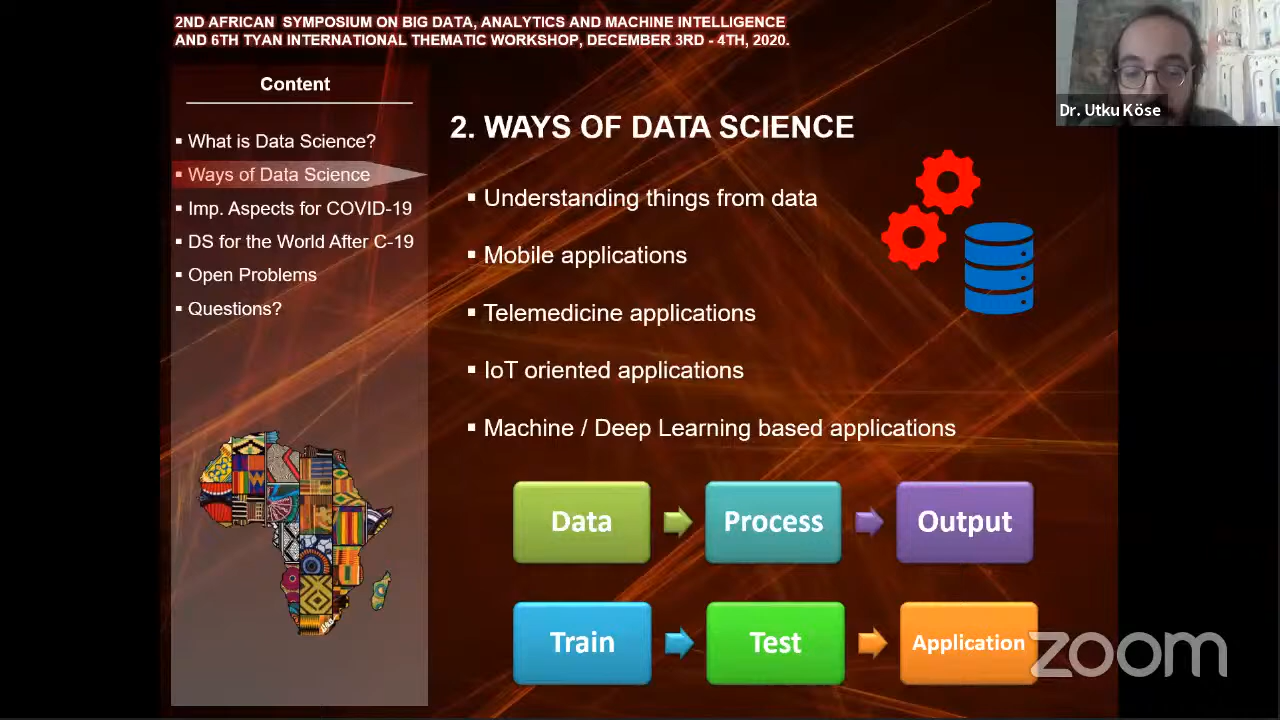 2ND AFRICAN SYMPOSIUM ON BIG DATA, ANALYTICS AND MACHINE INTELLIGENCE
AND 6TH TYAN INTERNATIONAL THEMATIC WORKSHOP, DECEMBER 3RD - 4TH, 2020.
Dr. Utku Köse
Content
▪ What is Data Science?
▪ Ways of Data Science
▪ Imp. Aspects for COVID-19
▪ DS for the World After C-19
▪ Open Problems
▪ Questions?
2. WAYS OF DATA SCIENCE
▪ Understanding things from data
▪ Mobile applications
▪ Telemedicine applications
▪ IoT oriented applications
▪ Machine / Deep Learning based applications
Data Process Output
Train Test Application
zoom